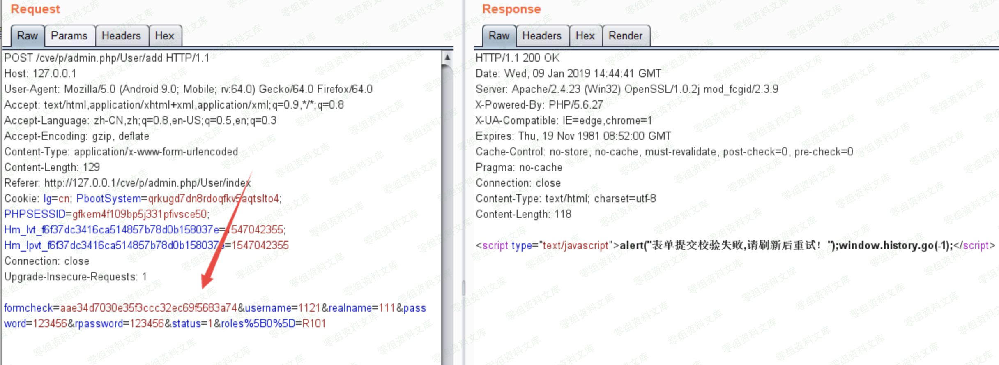 Request
Raw Params Headers Hex
POST /cve/p/admin.php/User/add HTTP/1.1
Host: 127.0.0.1
User-Agent: Mozilla/5.0 (Android 9.0; Mobile; rv:64.0) Gecko/64.0 Firefox/64.0
Accept: text/html,application/xhtml+xml,application/xml;q=0.9,*/*;q=0.8
Accept-Language: zh-CN,zh;q=0.8,en-US;q=0.5,en;q=0.3
Accept-Encoding: gzip, deflate
Content-Type: application/x-www-form-urlencoded
Content-Length: 129
Referer: http://127.0.0.1/cve/p/admin.php/User/index
Cookie: lg=cn; PbootSystem=qrkugd7dn8rdoqfkv5aqtslto4;
PHPSESSID=gfkem4f109bp5j331pfivsce50;
Hm_lvt_f6f37dc3416ca514857b78d0b158037e=1547042355;
Hm_lpvt_f6f37dc3416ca514857b78d0b158037e=1547042355
Connection: close
Upgrade-Insecure-Requests: 1
formcheck=aae34d7030e35f3ccc32ec69f5683a74&username=1121&realname=111&pass
word=123456&rpassword=123456&status=1&roles%5B0%5D=R101
Response
Raw Headers Hex Render
HTTP/1.1 200 OK
Date: Wed, 09 Jan 2019 14:44:41 GMT
Server: Apache/2.4.23 (Win32) OpenSSL/1.0.2j mod_fcgid/2.3.9
X-Powered-By: PHP/5.6.27
X-UA-Compatible: IE=edge,chrome=1
Expires: Thu, 19 Nov 1981 08:52:00 GMT
Cache-Control: no-store, no-cache, must-revalidate, post-check=0, pre-check=0
Pragma: no-cache
Connection: close
Content-Type: text/html; charset=utf-8
Content-Length: 118
<script type="text/javascript">alert("表单提交校验失败,请刷新后重试！");window.history.go(-1);</script>
零组资料文库